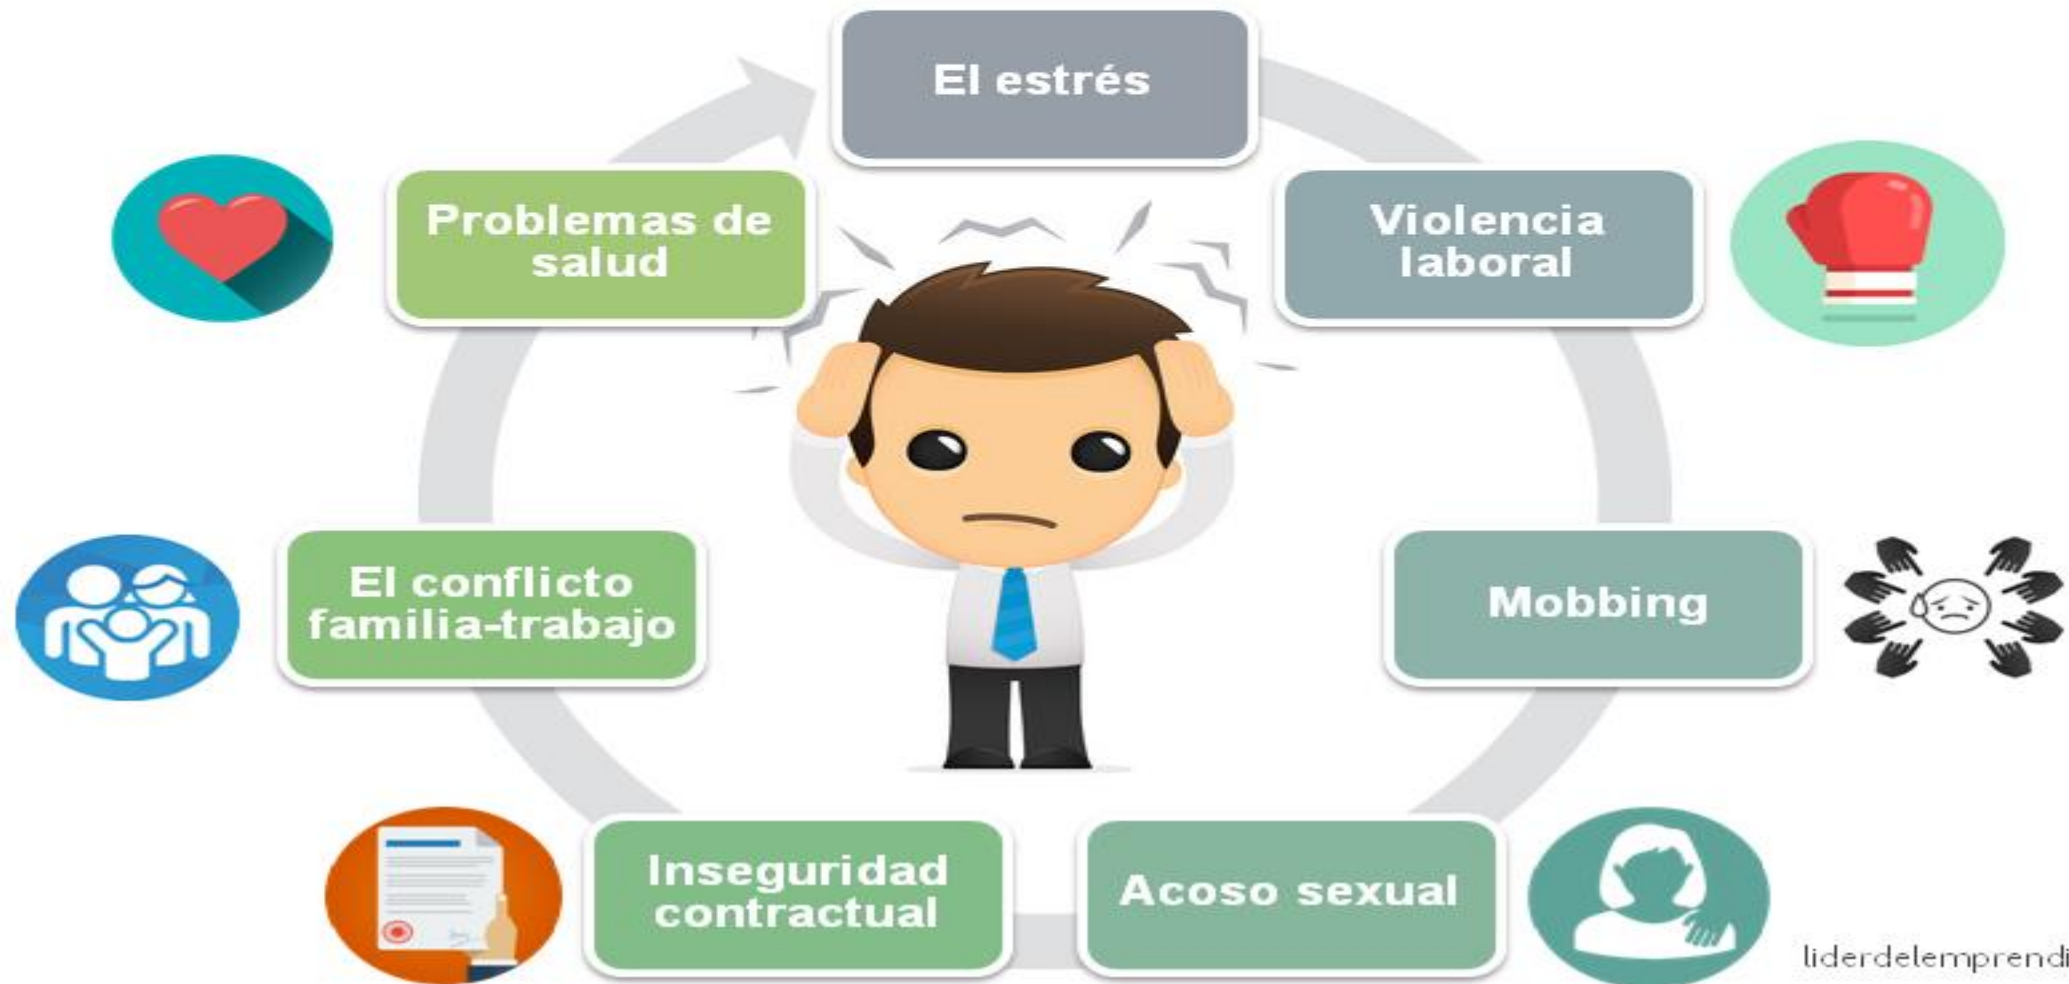 El estrés
Violencia
laboral
Mobbing
Acoso sexual
Inseguridad
contractual
El conflicto
familia-trabajo
Problemas de
salud
liderdelemprendi